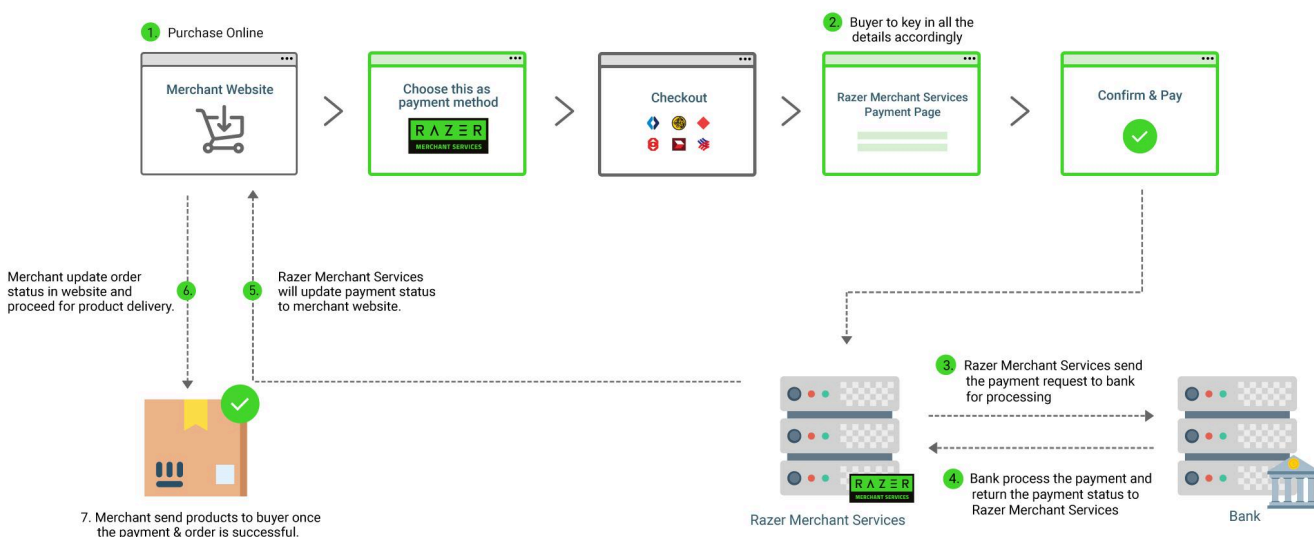 1. Purchase Online
Merchant Website
Choose this as
payment method
RAZER
MERCHANT SERVICES
Checkout
2. Buyer to key in all the
details accordingly
Razer Merchant Services
Payment Page
Confirm & Pay
Merchant update order
status in website and
proceed for product delivery.
6.
5.
Razer Merchant Services
will update payment status
to merchant website.
3. Razer Merchant Services send
the payment request to bank
for processing
4. Bank process the payment and
return the payment status to
Razer Merchant Services
RAZER
MERCHANT SERVICES
Razer Merchant Services
Bank
7. Merchant send products to buyer once
the payment & order is successful.